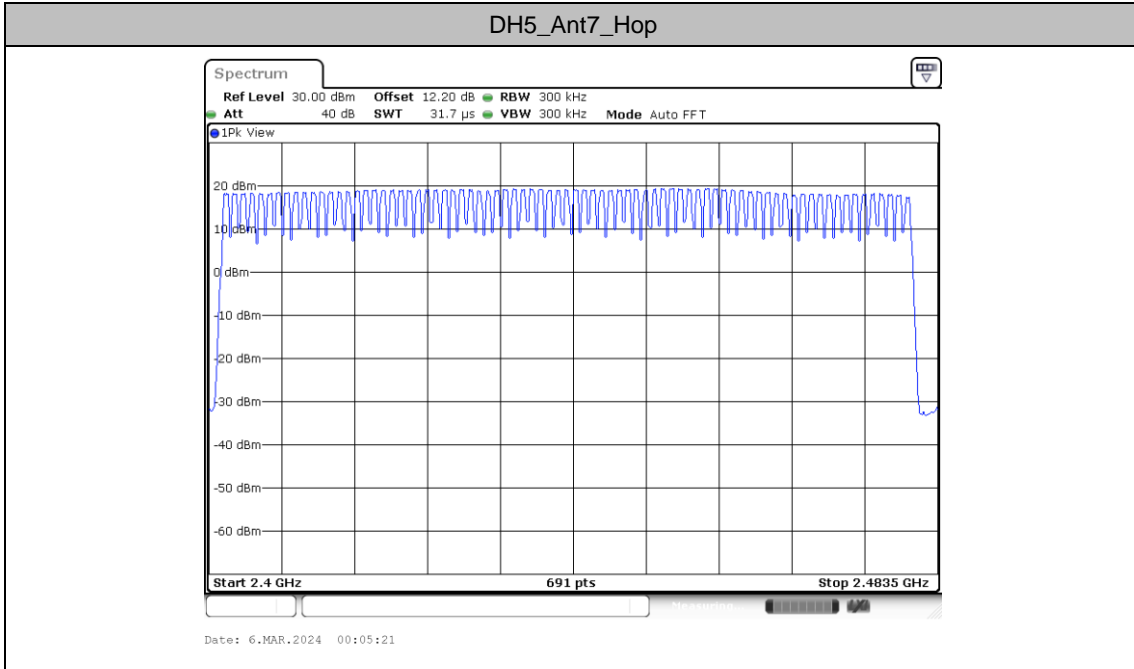 DH5_Ant7_Hop
Spectrum
Ref Level 30.00 dBm Offset 12.20 dB RBW 300 kHz
Att 40 dB SWT 31.7 µs VBW 300 kHz Mode Auto FFT
1Pk View
20 dBm
10 dBm
0 dBm
-10 dBm
-20 dBm
-30 dBm
-40 dBm
-50 dBm
-60 dBm
Start 2.4 GHz 691 pts Stop 2.4835 GHz
Measuring...
Date: 6.MAR.2024 00:05:21